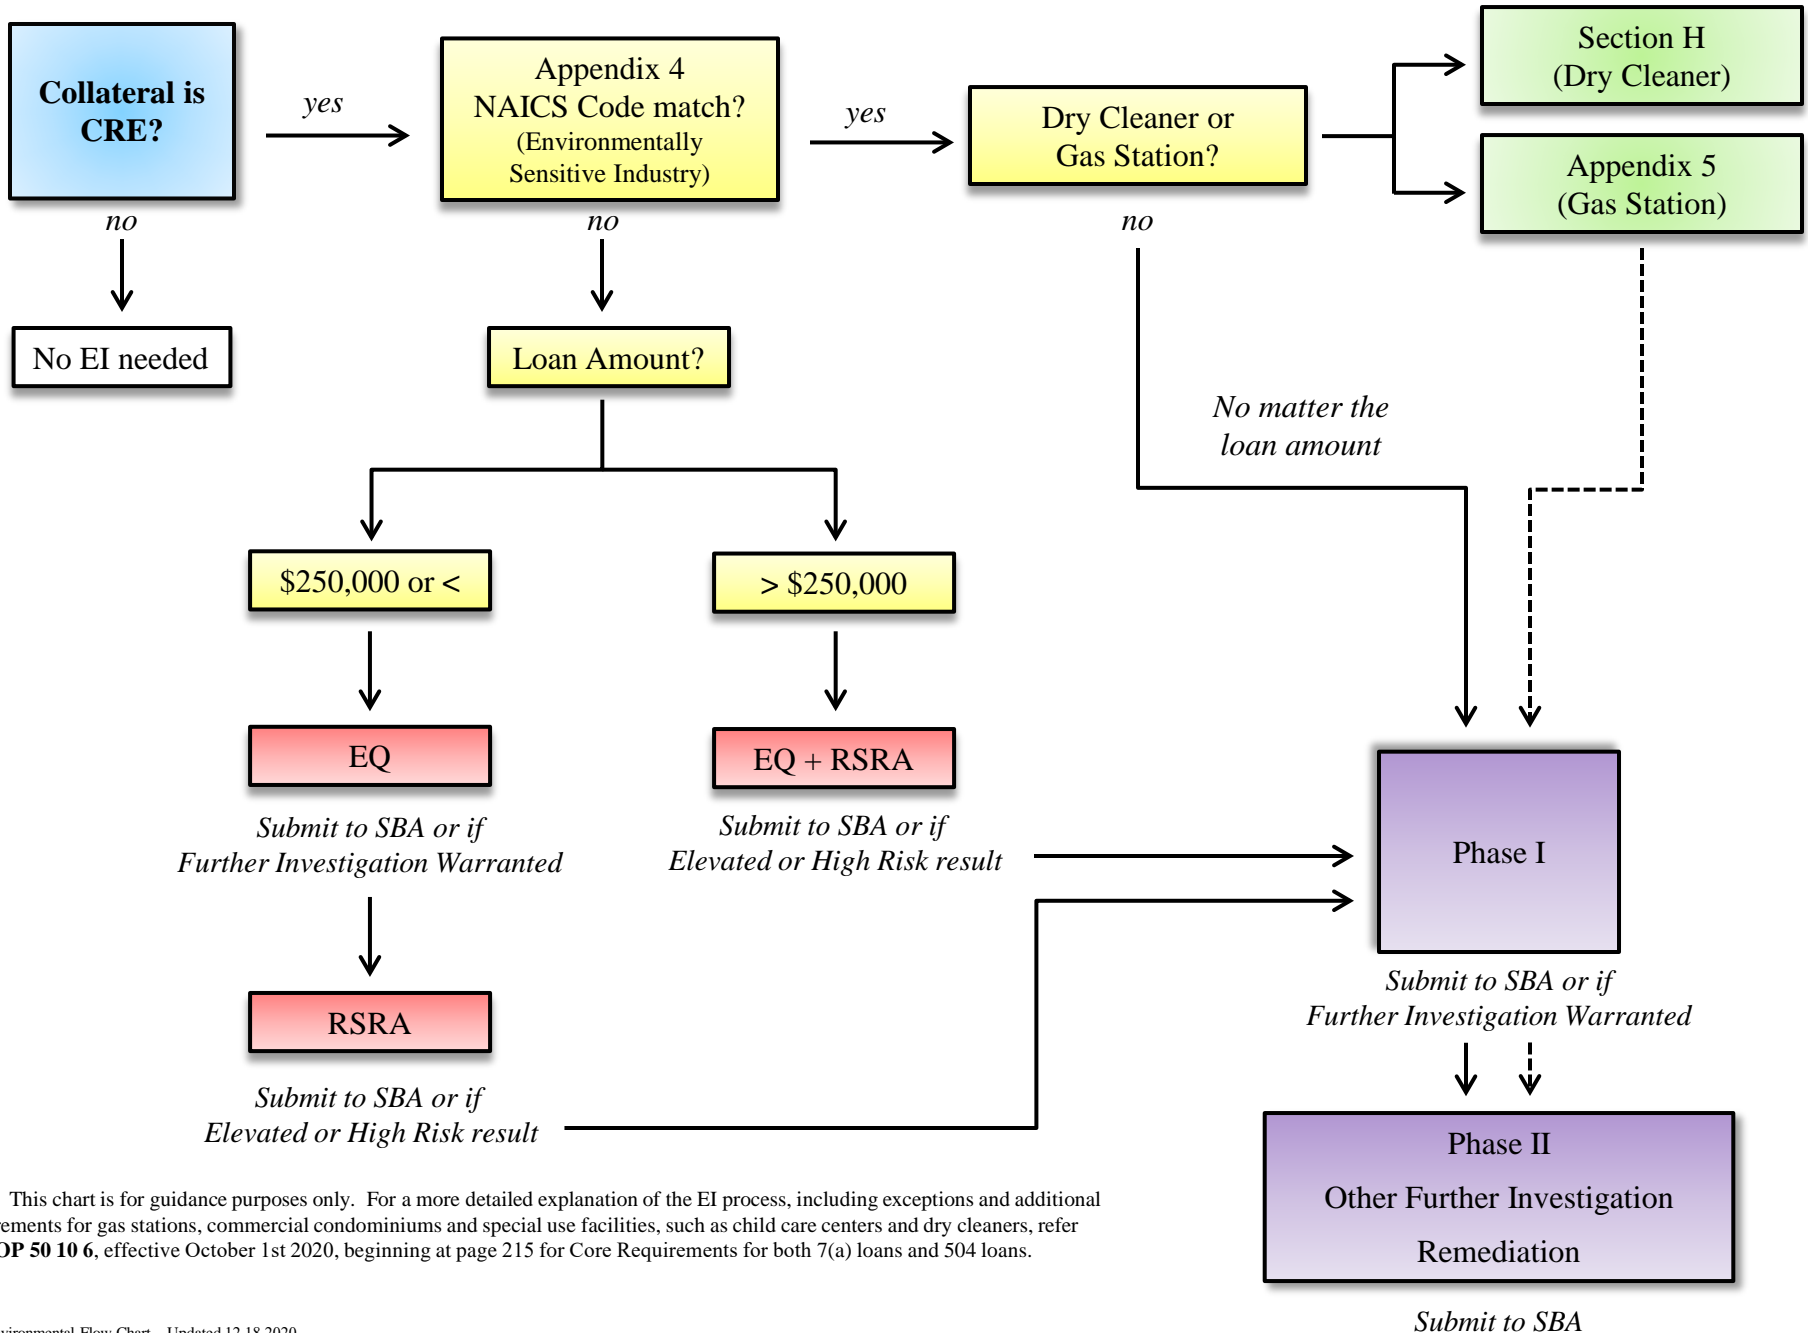 Collateral is
CRE?
yes
Appendix 4
NAICS Code match?
(Environmentally
Sensitive Industry)
yes
Dry Cleaner or
Gas Station?
Section H
(Dry Cleaner)
Appendix 5
(Gas Station)
no
no
no
No EI needed
Loan Amount?
No matter the
loan amount
$250,000 or <
> $250,000
EQ
EQ + RSRA
Submit to SBA or if
Further Investigation Warranted
Submit to SBA or if
Elevated or High Risk result
Phase I
RSRA
Submit to SBA or if
Further Investigation Warranted
Submit to SBA or if
Elevated or High Risk result
Phase II
Other Further Investigation
Remediation
Submit to SBA
This chart is for guidance purposes only. For a more detailed explanation of the EI process, including exceptions and additional
for gas stations, commercial condominiums and special use facilities, such as child care centers and dry cleaners, refer
50 10 6, effective October 1st 2020, beginning at page 215 for Core Requirements for both 7(a) loans and 504 loans.
Flow Chart – Updated 12.18.2020